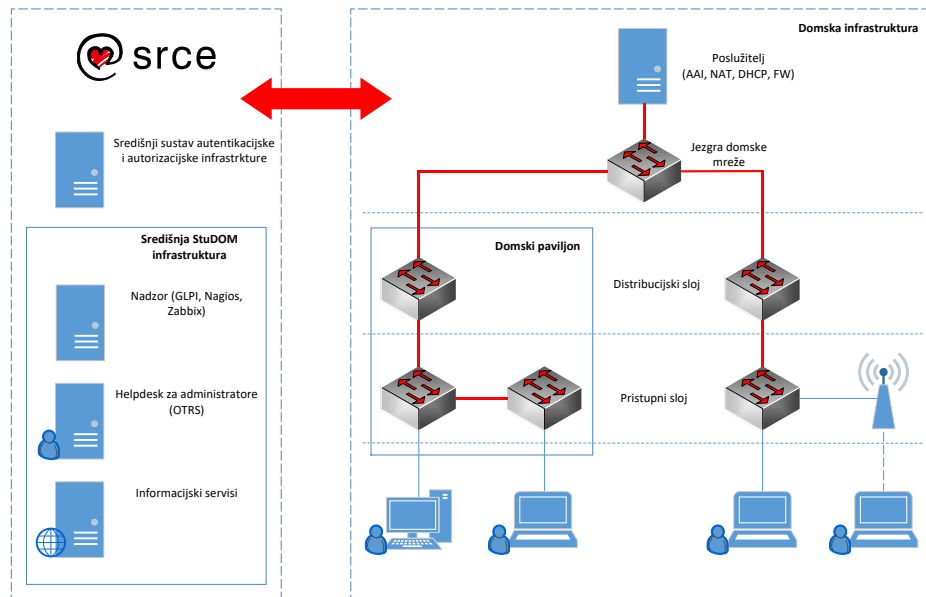 srce
Središnji sustav autentikacijske
i autorizacijske infrastrkture
Središnja StuDOM
infrastruktura
Nadzor (GLPI, Nagios,
Zabbix)
Helpdesk za administratore
(OTRS)
Informacijski servisi
Domska infrastruktura
Poslužitelj
(AAI, NAT, DHCP, FW)
Jezgra domske
mreže
Domski paviljon
Distribucijski sloj
Pristupni sloj